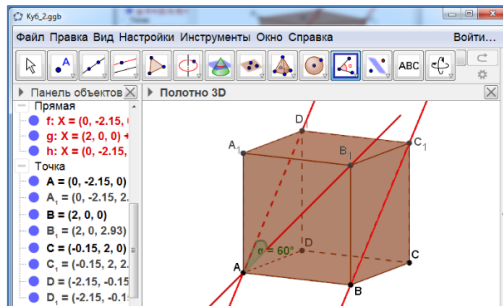 Куб_2.ggb
Файл Правка Вид Настройки Инструменты Окно Справка Войти…
ABC
Панель объектов
Полотно 3D
Прямая
f: X = (0, -2.15,
g: X = (2, 0, 0) +
h: X = (0, -2.15,
Точка
A = (0, -2.15, 0)
A₁ = (0, -2.15, 2.
B = (2, 0, 0)
B₁ = (2, 0, 2.93)
C = (-0.15, 2, 0)
C₁ = (-0.15, 2, 2.
D = (-2.15, -0.15
D₁ = (-2.15, -0.1
D
C₁
A₁
B₁
α = 60°
D
C
A
B